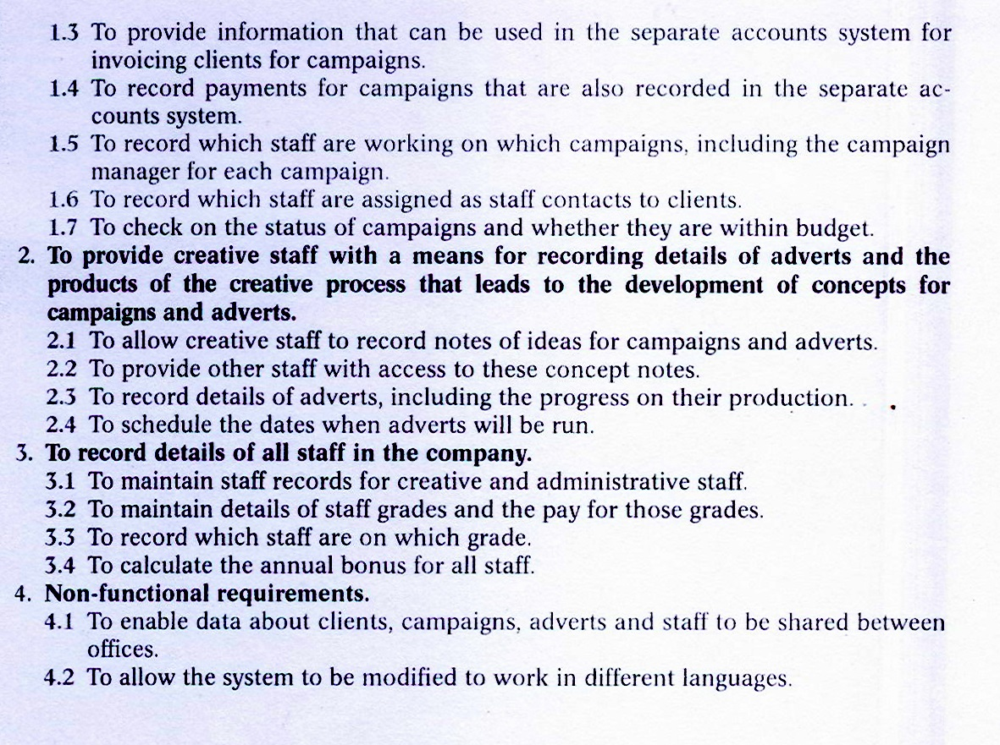 1.3 To provide information that can be used in the separate accounts system for
invoicing clients for campaigns.
1.4 To record payments for campaigns that are also recorded in the separate ac-
counts system.
1.5 To record which staff are working on which campaigns, including the campaign
manager for each campaign.
1.6 To record which staff are assigned as staff contacts to clients.
1.7 To check on the status of campaigns and whether they are within budget.
2. To provide creative staff with a means for recording details of adverts and the
products of the creative process that leads to the development of concepts for
campaigns and adverts.
2.1 To allow creative staff to record notes of ideas for campaigns and adverts.
2.2 To provide other staff with access to these concept notes.
2.3 To record details of adverts, including the progress on their production.
2.4 To schedule the dates when adverts will be run.
3. To record details of all staff in the company.
3.1 To maintain staff records for creative and administrative staff.
3.2 To maintain details of staff grades and the pay for those grades.
3.3 To record which staff are on which grade.
3.4 To calculate the annual bonus for all staff.
4. Non-functional requirements.
4.1 To enable data about clients, campaigns, adverts and staff to be shared between
offices.
4.2 To allow the system to be modified to work in different languages.